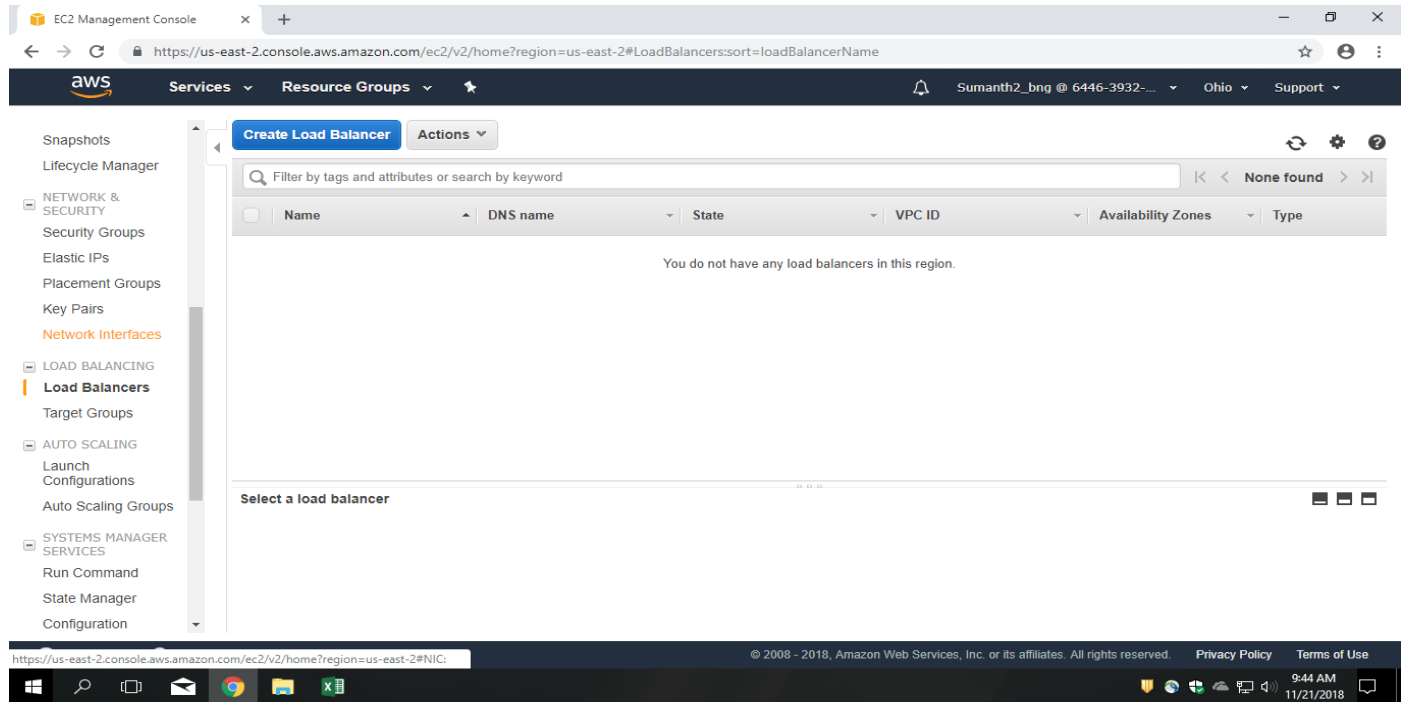 EC2 Management Console
https://us-east-2.console.aws.amazon.com/ec2/v2/home?region=us-east-2#LoadBalancers:sort=loadBalancerName
aws
Services
Resource Groups
Sumanth2_bng @ 6446-3932-...
Ohio
Support
Snapshots
Lifecycle Manager
NETWORK &
SECURITY
Security Groups
Elastic IPs
Placement Groups
Key Pairs
Network Interfaces
LOAD BALANCING
Load Balancers
Target Groups
AUTO SCALING
Launch
Configurations
Auto Scaling Groups
SYSTEMS MANAGER
SERVICES
Run Command
State Manager
Configuration
Create Load Balancer
Actions
Filter by tags and attributes or search by keyword
None found
Name DNS name State VPC ID Availability Zones Type
You do not have any load balancers in this region.
Select a load balancer
https://us-east-2.console.aws.amazon.com/ec2/v2/home?region=us-east-2#NIC:
© 2008 - 2018, Amazon Web Services, Inc. or its affiliates. All rights reserved. Privacy Policy Terms of Use
9:44 AM
11/21/2018